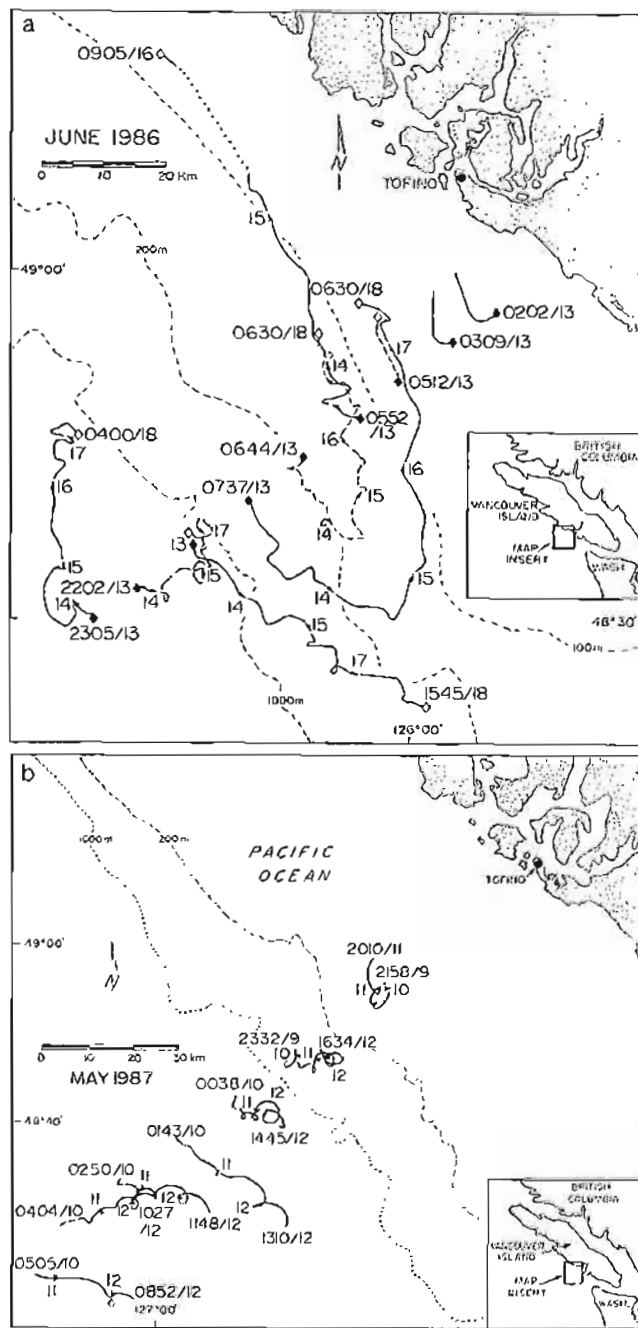 a
0905/16
JUNE 1986
0 10 20 Km
N
TOFINO
15
200m
49°00'
0630/18
0202/13
0630/18
0309/13
17
14
0512/13
0552
/13
0400/18
17
16
0644/13
16
16
0737/13
15
BRITISH
COLUMBIA
VANCOUVER
ISLAND
MAP
INSERT
WASH
17
13
14
15
15
2202/13
14
15
14
14
14
48°30'
2305/13
15
100m
17
1000m
1545/18
126°00'
b
1000m
200m
PACIFIC
OCEAN
TOFINO
49°00'
N
2010/11
2158/9
11
10
0 10 20 30 km
MAY 1987
2332/9
1634/12
10
11
12
0038/10
11
12
48°40'
0143/10
1445/12
0250/10
11
11
12
12
12
0404/10
11
1027
/12
1148/12
1310/12
0505/10
11
12
0852/12
127°00'
BRITISH
COLUMBIA
VANCOUVER
ISLAND
MAP
INSERT
WASH